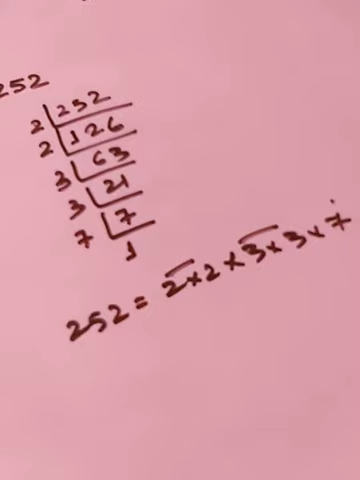 252
2 | 252
2 | 126
3 | 63
3 | 21
7 | 7
1
252 = 2 × 2 × 3 × 3 × 7